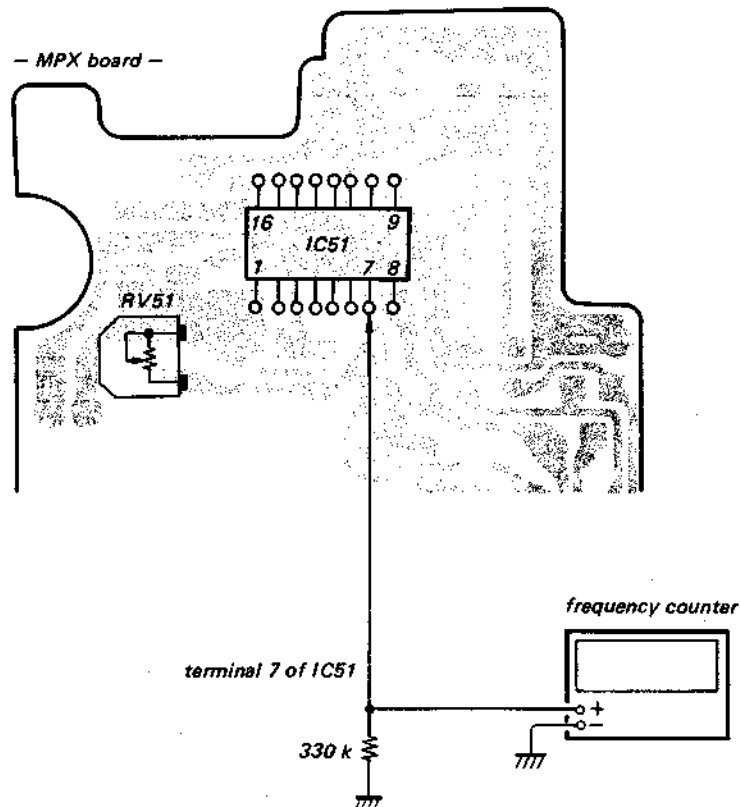 – MPX board –
16 9
IC51
1 7 8
RV51
frequency counter
terminal 7 of IC51
+
–
330 k